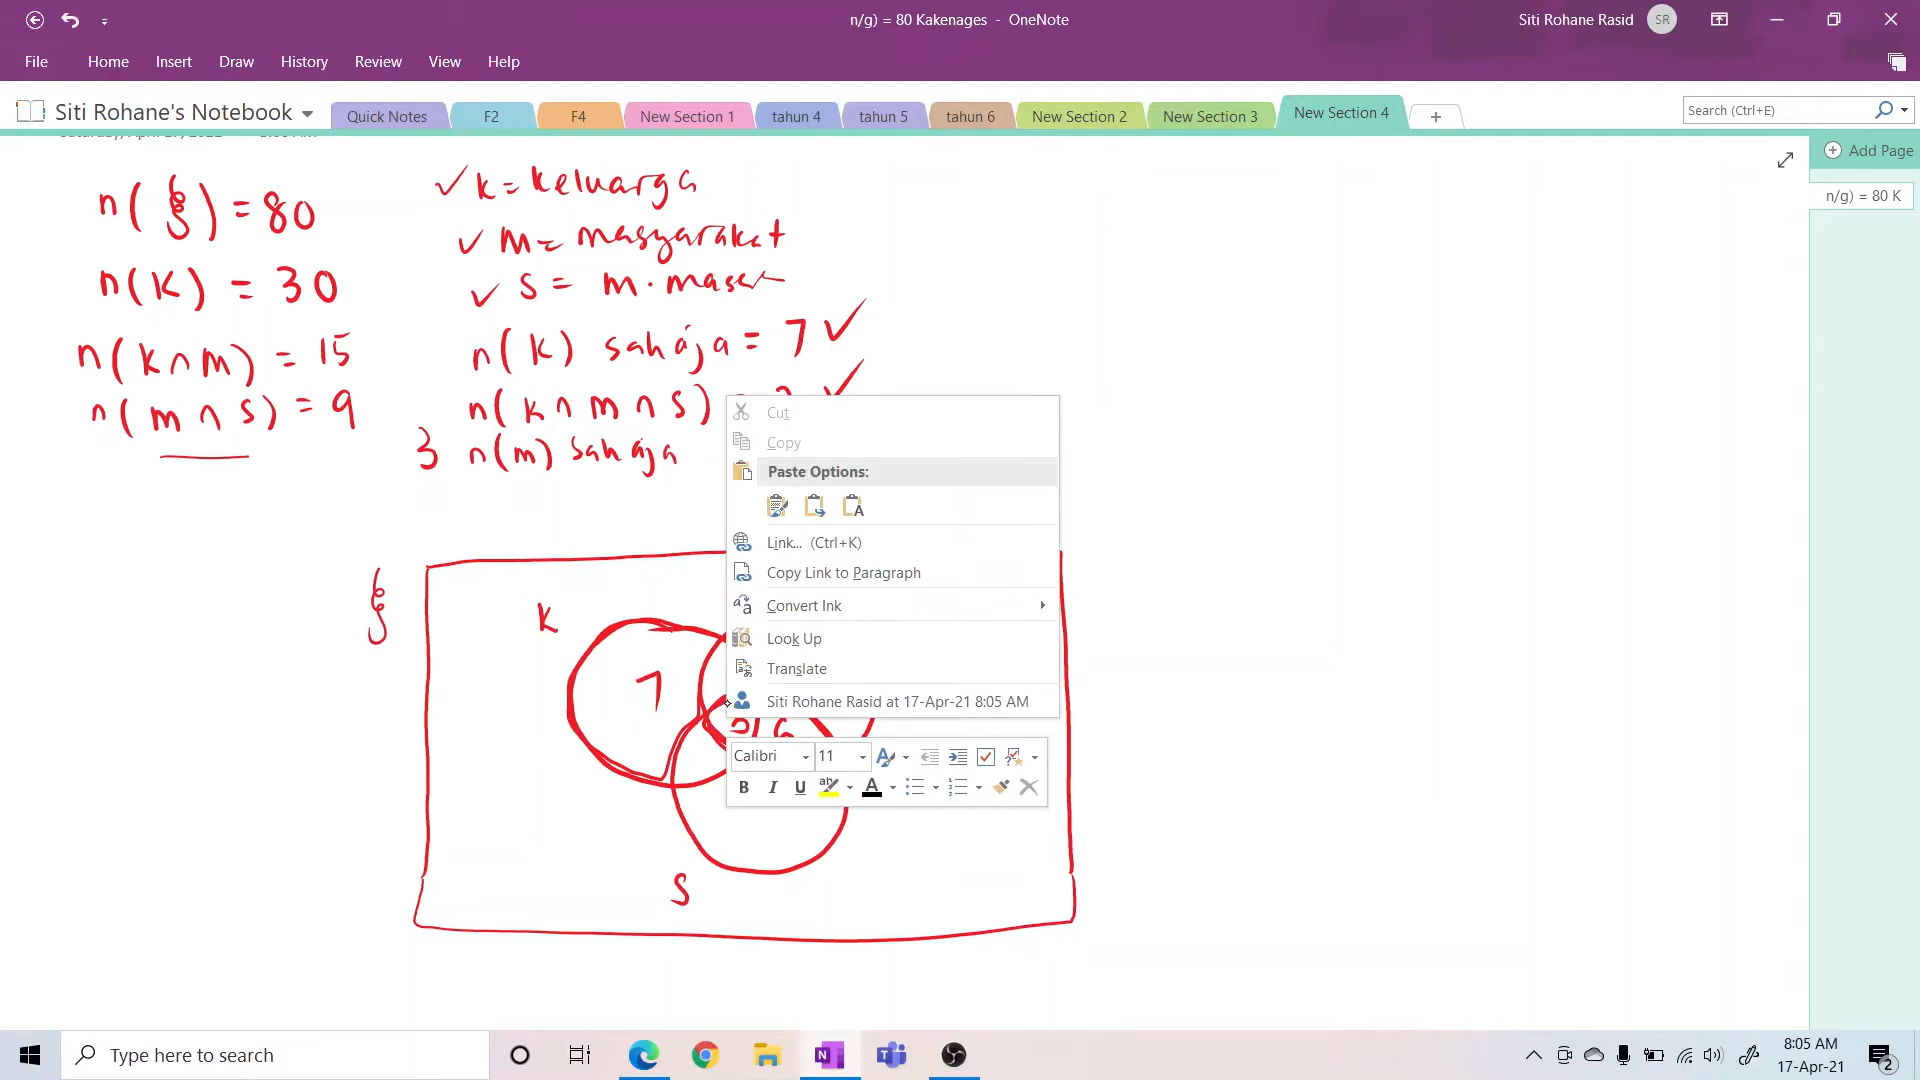 n/g) = 80 Kakenages - OneNote
Siti Rohane Rasid
SR
File Home Insert Draw History Review View Help
Siti Rohane's Notebook
Quick Notes
F2
F4
New Section 1
tahun 4
tahun 5
tahun 6
New Section 2
New Section 3
New Section 4
+
Search (Ctrl+E)
Add Page
n/g) = 80 K
n(ξ) = 80
n(K) = 30
n(K∩M) = 15
n(M∩S) = 9
✓ K = Keluarga
✓ M = masyarakat
✓ S = m.
n(K) sahaja = 7 ✓
n(K∩M∩S) ✓
3 n(M) sahaja
Cut
Copy
Paste Options:
Link... (Ctrl+K)
Copy Link to Paragraph
Convert Ink
Look Up
Translate
Siti Rohane Rasid at 17-Apr-21 8:05 AM
Calibri 11
B I U
ξ
K
7
S
Type here to search
8:05 AM
17-Apr-21
2